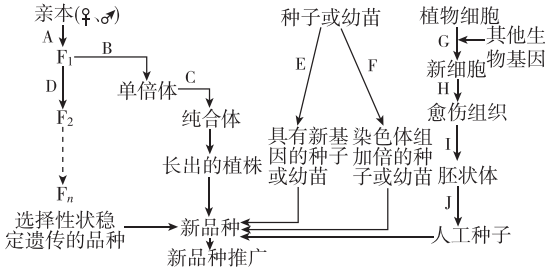 亲本(♀、♂)
A
F1
B
单倍体
C
纯合体
长出的植株
D
F2
Fn
选择性状稳
定遗传的品种
种子或幼苗
E
F
具有新基
因的种子
或幼苗
染色体组
加倍的种
子或幼苗
植物细胞
G
其他生
物基因
新细胞
H
愈伤组织
I
胚状体
J
人工种子
新品种
新品种推广